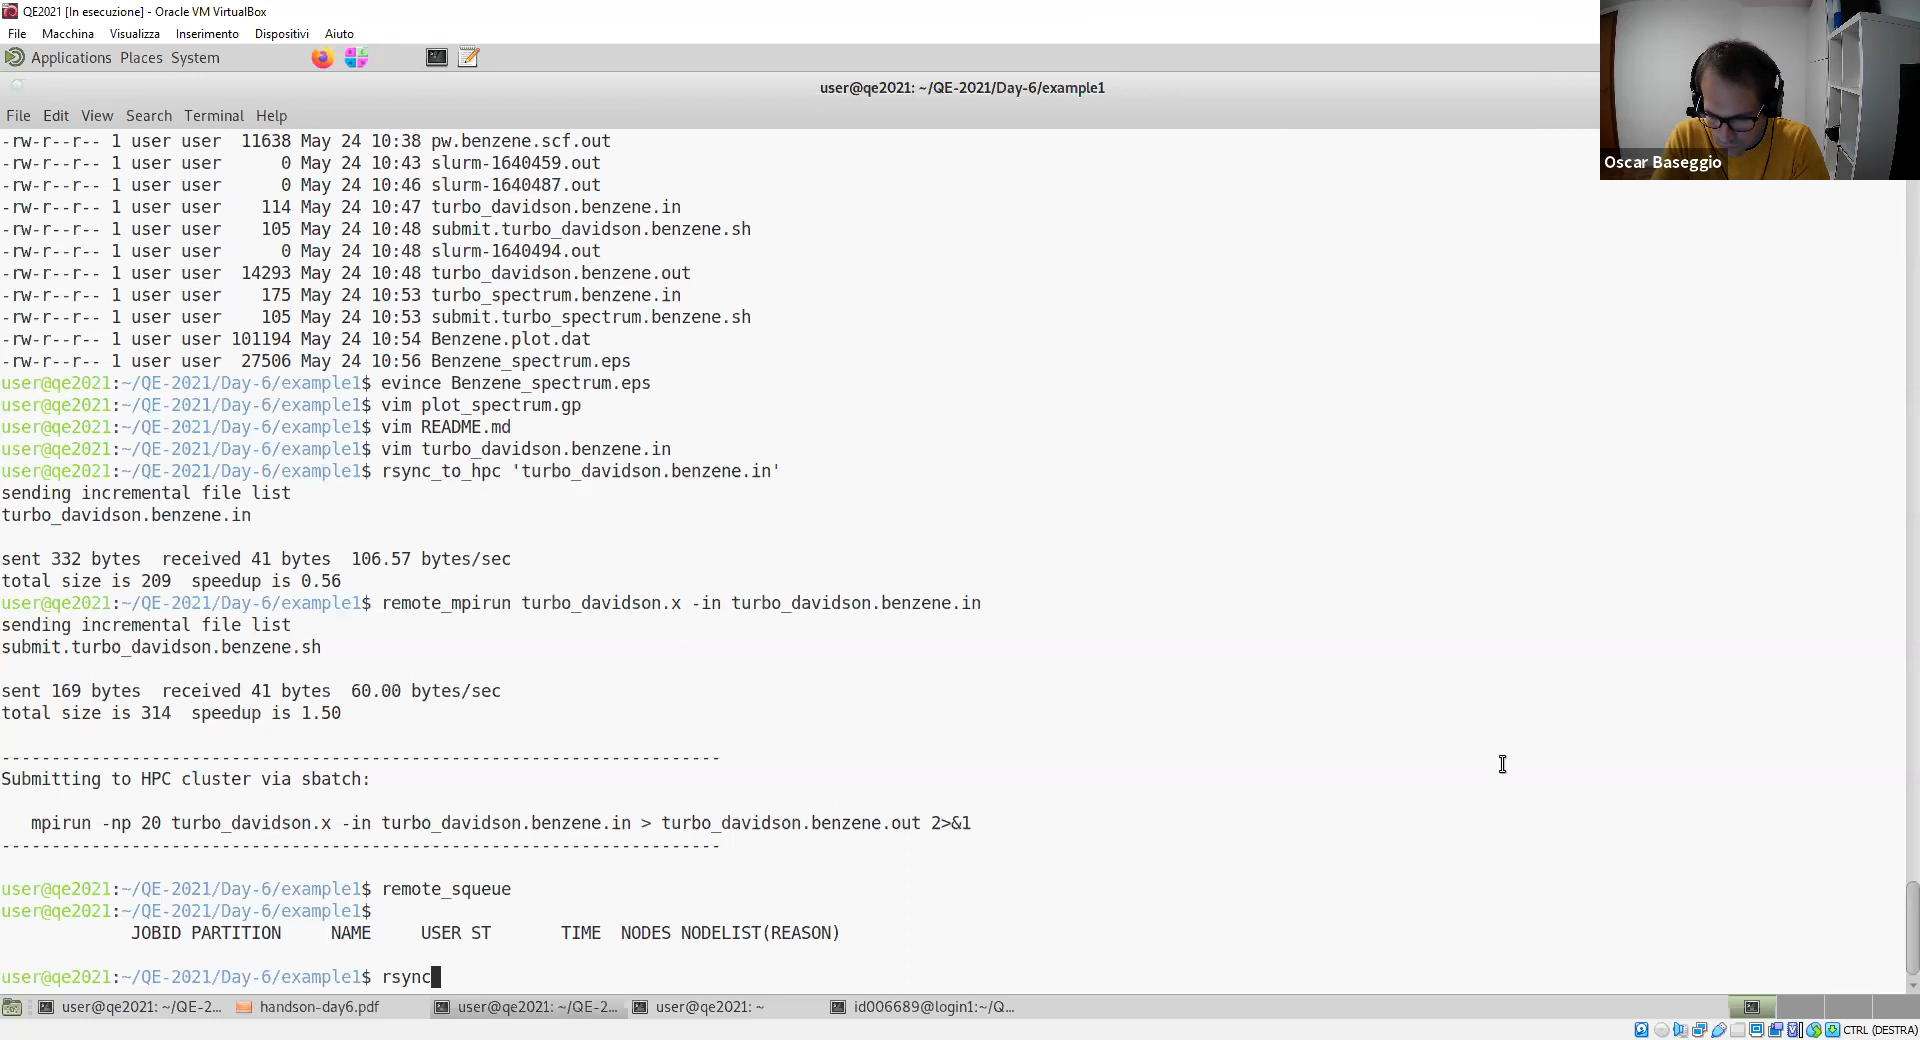 QE2021 [In esecuzione] - Oracle VM VirtualBox
File Macchina Visualizza Inserimento Dispositivi Aiuto
Applications Places System
user@qe2021: ~/QE-2021/Day-6/example1
File Edit View Search Terminal Help
Oscar Baseggio
-rw-r--r-- 1 user user 11638 May 24 10:38 pw.benzene.scf.out
-rw-r--r-- 1 user user 0 May 24 10:43 slurm-1640459.out
-rw-r--r-- 1 user user 0 May 24 10:46 slurm-1640487.out
-rw-r--r-- 1 user user 114 May 24 10:47 turbo_davidson.benzene.in
-rw-r--r-- 1 user user 105 May 24 10:48 submit.turbo_davidson.benzene.sh
-rw-r--r-- 1 user user 0 May 24 10:48 slurm-1640494.out
-rw-r--r-- 1 user user 14293 May 24 10:48 turbo_davidson.benzene.out
-rw-r--r-- 1 user user 175 May 24 10:53 turbo_spectrum.benzene.in
-rw-r--r-- 1 user user 105 May 24 10:53 submit.turbo_spectrum.benzene.sh
-rw-r--r-- 1 user user 101194 May 24 10:54 Benzene.plot.dat
-rw-r--r-- 1 user user 27506 May 24 10:56 Benzene_spectrum.eps
user@qe2021:~/QE-2021/Day-6/example1$ evince Benzene_spectrum.eps
user@qe2021:~/QE-2021/Day-6/example1$ vim plot_spectrum.gp
user@qe2021:~/QE-2021/Day-6/example1$ vim README.md
user@qe2021:~/QE-2021/Day-6/example1$ vim turbo_davidson.benzene.in
user@qe2021:~/QE-2021/Day-6/example1$ rsync_to_hpc 'turbo_davidson.benzene.in'
sending incremental file list
turbo_davidson.benzene.in
sent 332 bytes received 41 bytes 106.57 bytes/sec
total size is 209 speedup is 0.56
user@qe2021:~/QE-2021/Day-6/example1$ remote_mpirun turbo_davidson.x -in turbo_davidson.benzene.in
sending incremental file list
submit.turbo_davidson.benzene.sh
sent 169 bytes received 41 bytes 60.00 bytes/sec
total size is 314 speedup is 1.50
------------------------------------------------------------------------
Submitting to HPC cluster via sbatch:
mpirun -np 20 turbo_davidson.x -in turbo_davidson.benzene.in > turbo_davidson.benzene.out 2>&1
------------------------------------------------------------------------
user@qe2021:~/QE-2021/Day-6/example1$ remote_squeue
user@qe2021:~/QE-2021/Day-6/example1$
JOBID PARTITION NAME USER ST TIME NODES NODELIST(REASON)
user@qe2021:~/QE-2021/Day-6/example1$ rsync
user@qe2021: ~/QE-2... handson-day6.pdf user@qe2021: ~/QE-2... user@qe2021: ~ id006689@login1:~/Q...
CTRL (DESTRA)